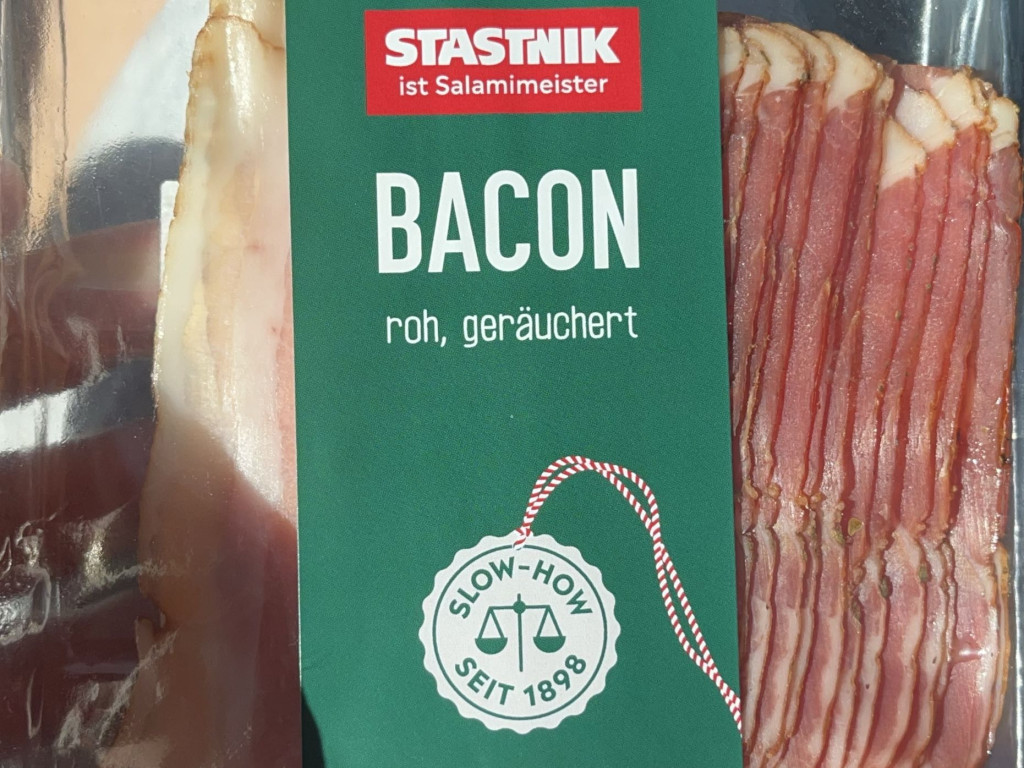 STASTNIK
ist Salamimeister
BACON
roh, geräuchert
SLOW-HOW
SEIT 1898